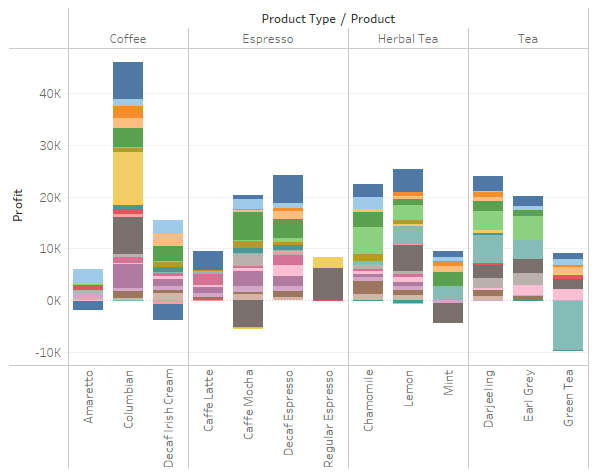 Product Type / Product
Coffee
Espresso
Herbal Tea
Tea
Profit
40K
30K
20K
10K
0K
-10K
Amaretto
Columbian
Decaf Irish Cream
Caffe Latte
Caffe Mocha
Decaf Espresso
Regular Espresso
Chamomile
Lemon
Mint
Darjeeling
Earl Grey
Green Tea